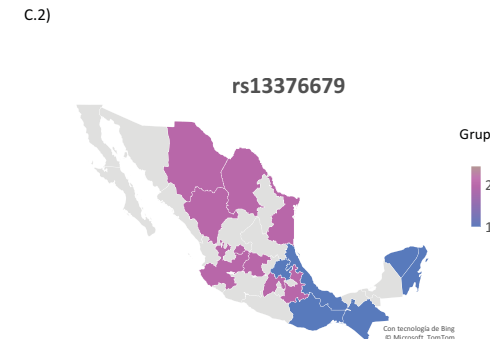 C.2)
rs13376679
Grup
2
1
Con tecnología de Bing
© Microsoft, TomTom